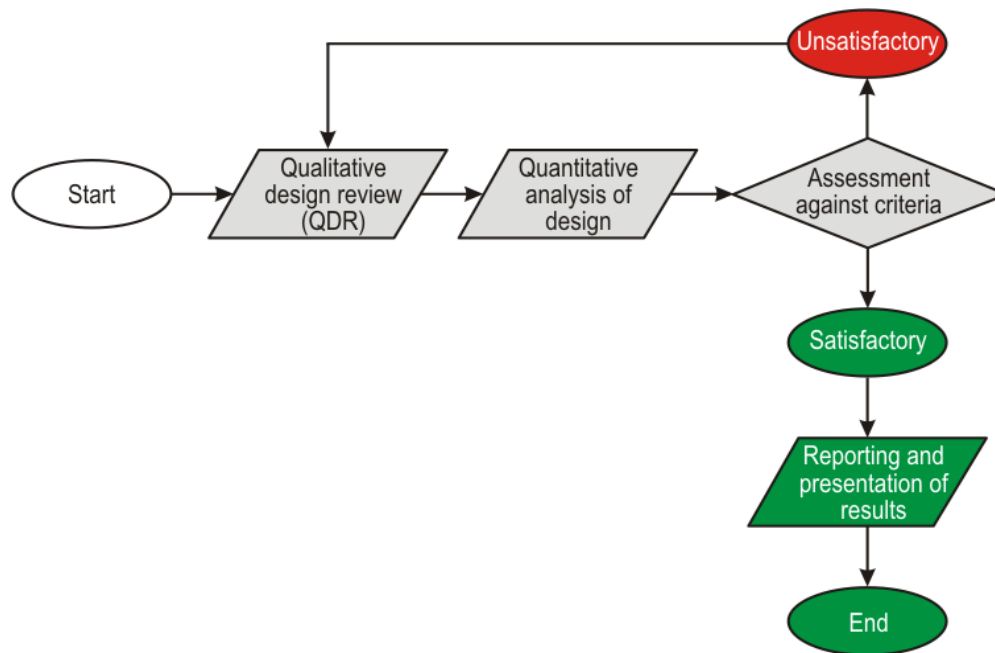 Unsatisfactory
Start
Qualitative
design review
(QDR)
Quantitative
analysis of
design
Assessment
against criteria
Satisfactory
Reporting and
presentation of
results
End